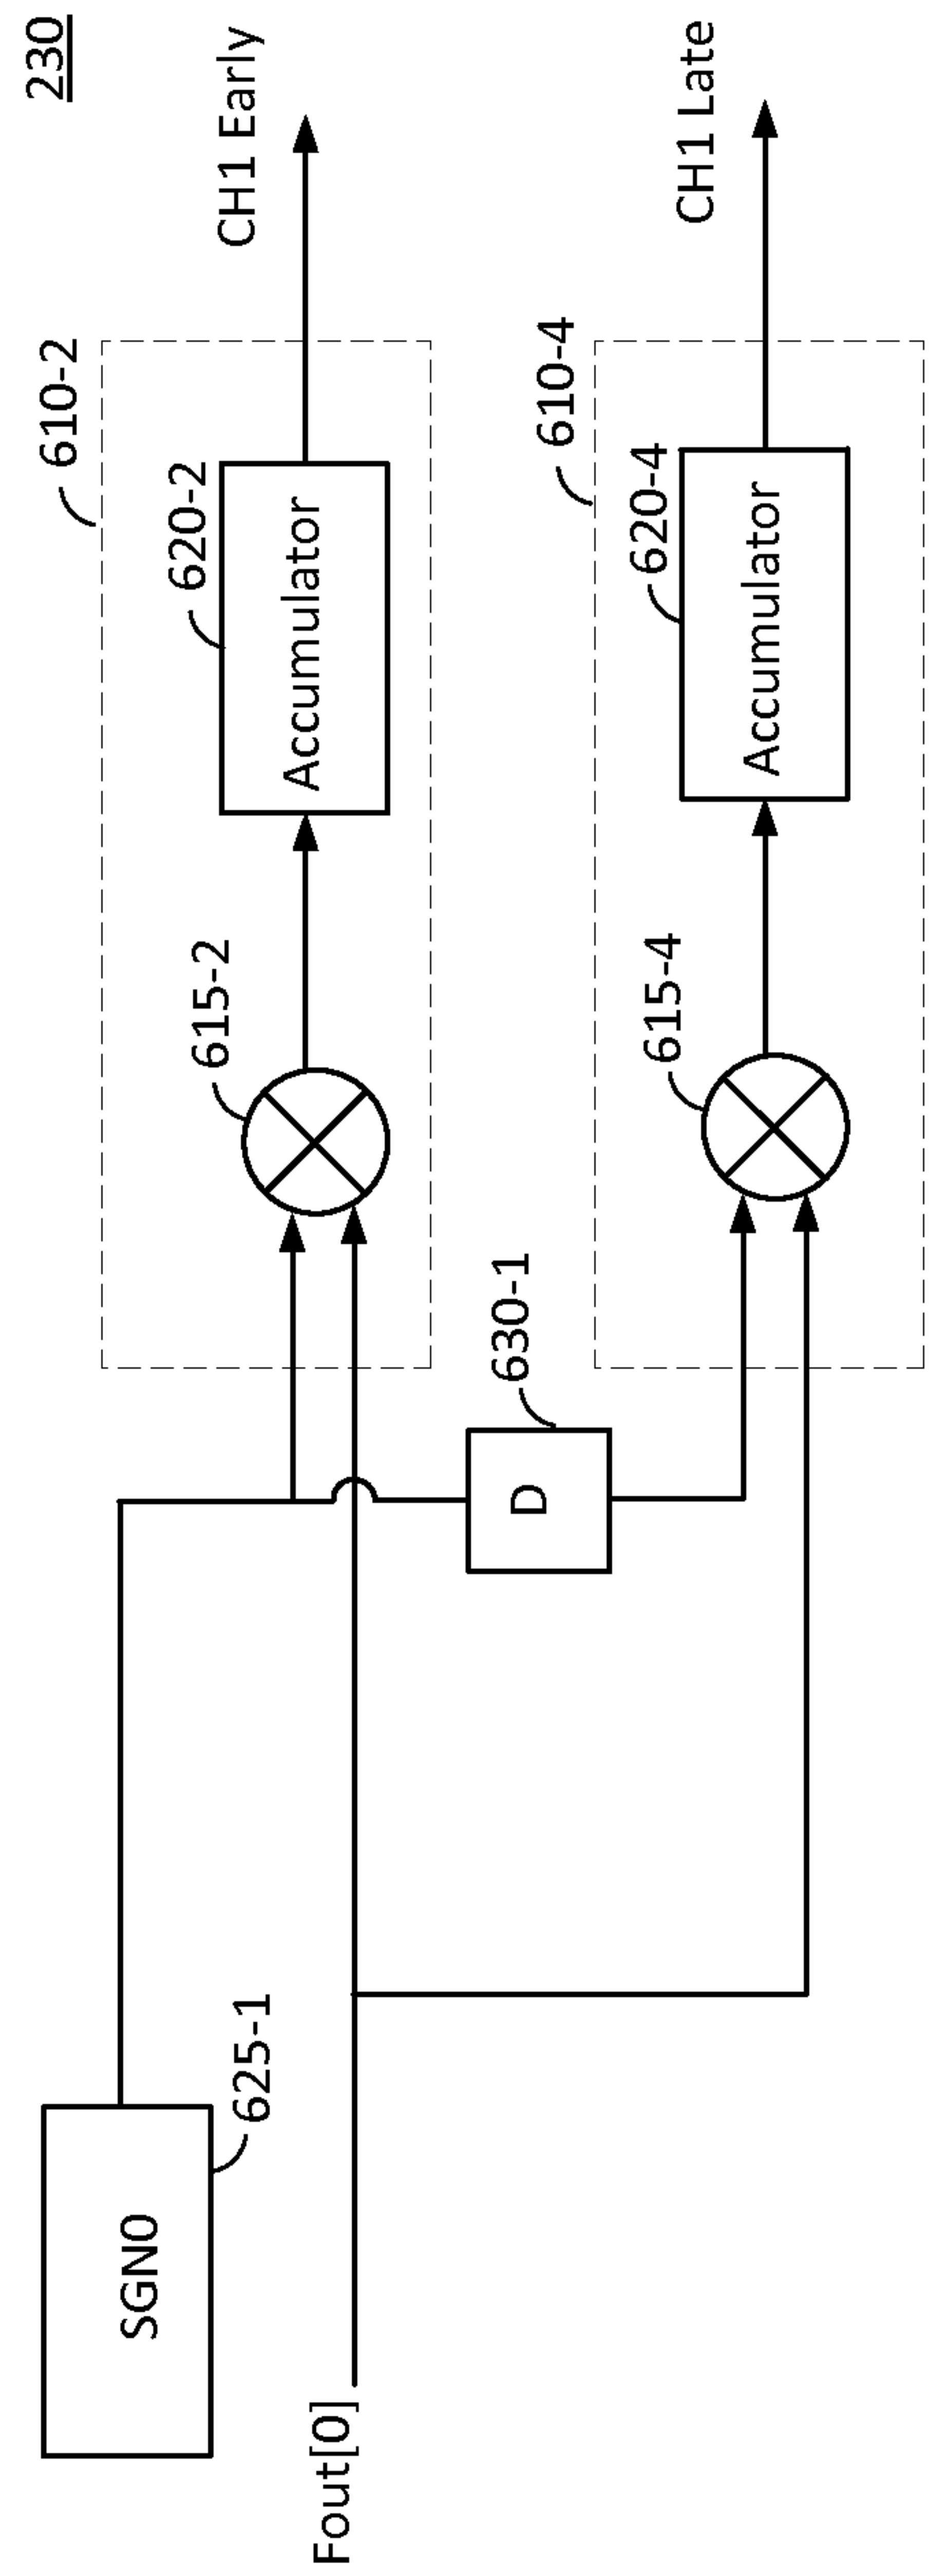 230
610-2
CH1 Early
620-2
615-2
Accumulator
SGN0
625-1
Fout[0]
630-1
D
610-4
CH1 Late
620-4
615-4
Accumulator